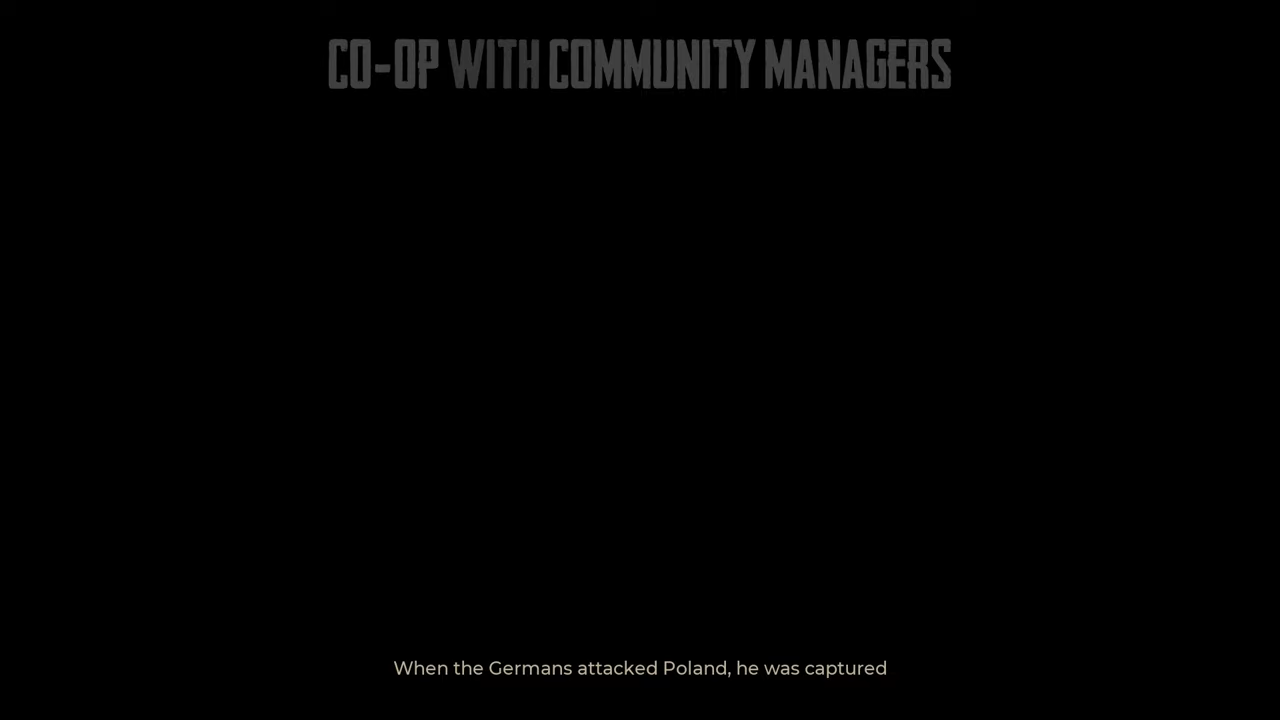 CO-OP WITH COMMUNITY MANAGERS
When the Germans attacked Poland, he was captured